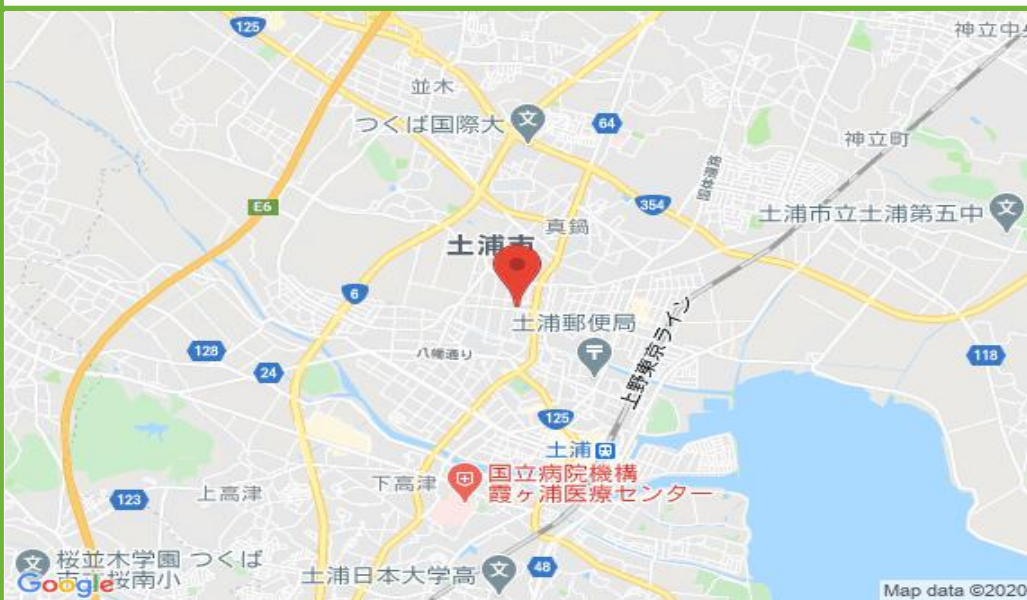 125
神立中央
並木
つくば国際大
64
神立町
国体道路
E6
354
土浦市立土浦第五中
真鍋
土浦市
6
土浦郵便局
上野東京ライン
128
八幡通り
118
24
125
土浦
国立病院機構
霞ヶ浦医療センター
下高津
上高津
123
桜並木学園 つくば
桜南小
土浦日本大学高
48
Google
Map data ©2020